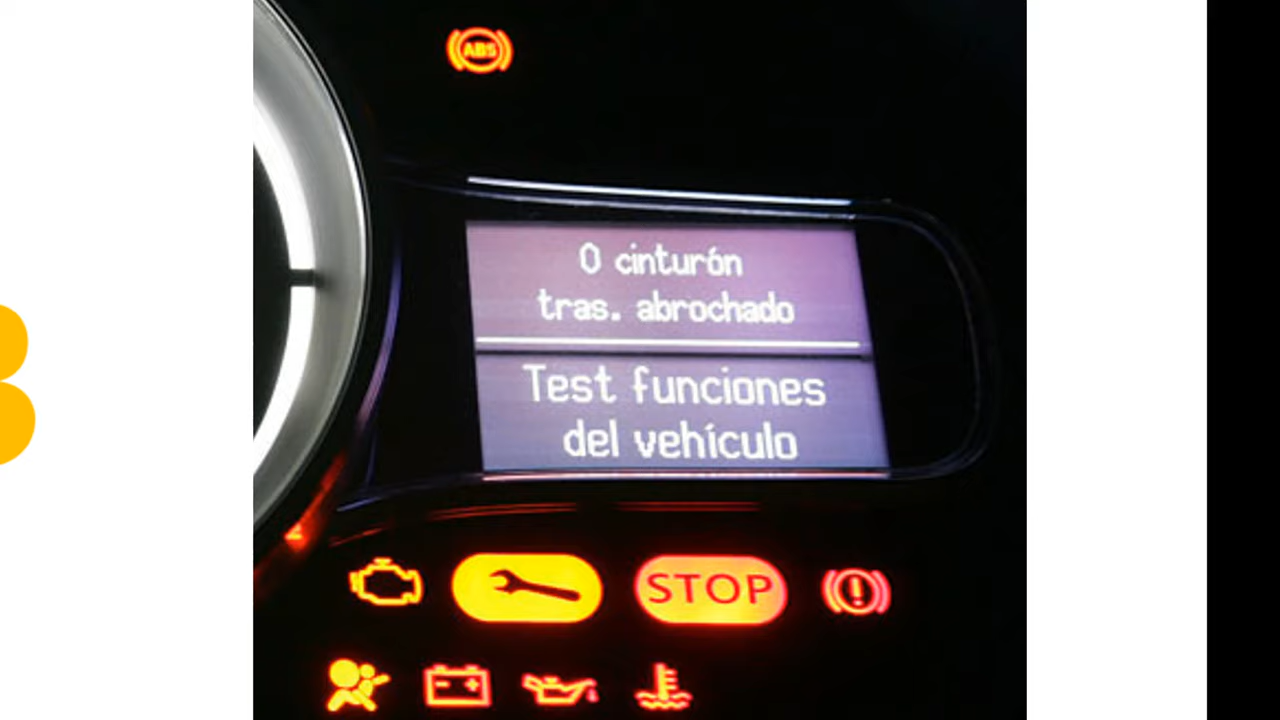 ABS
0 cinturón
tras. abrochado
Test funciones
del vehículo
STOP